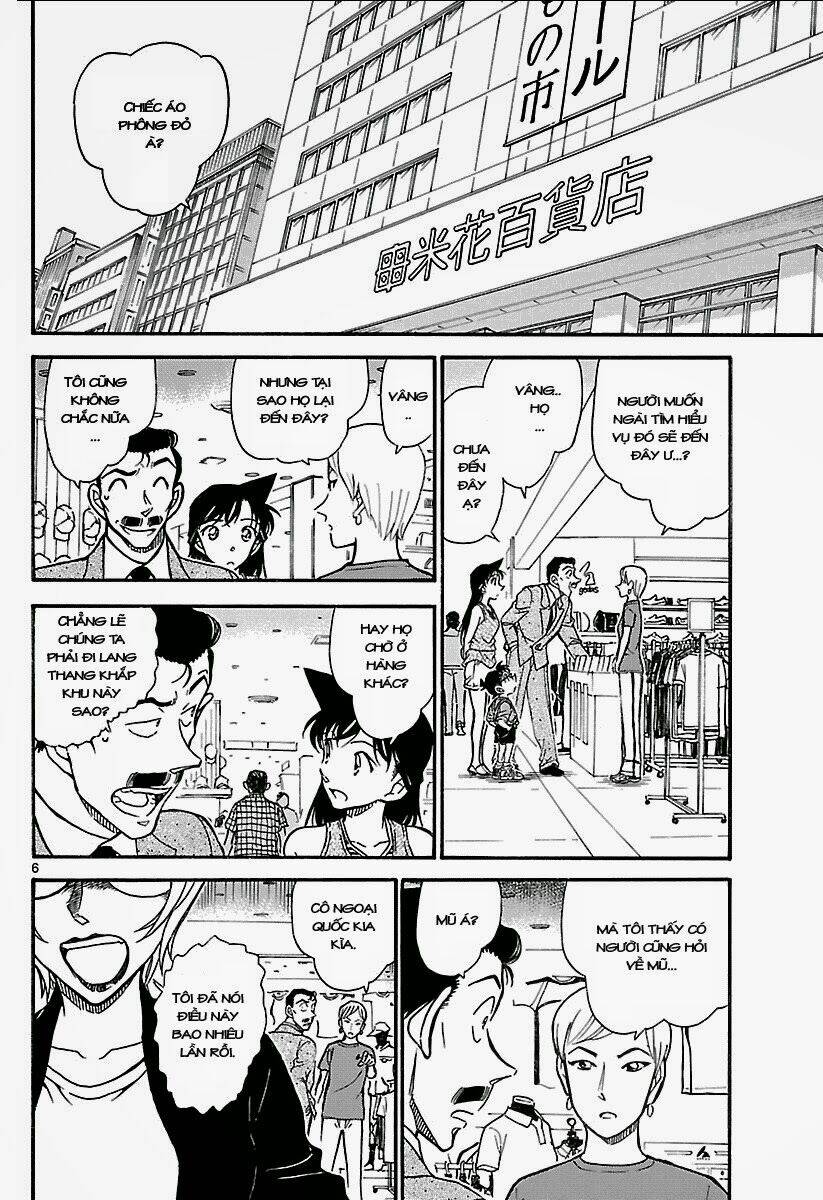 CHIẾC ÁO
PHÔNG ĐỎ
À?
ール
もの市
米花百貨店
NGƯỜI MUỐN
NGÀI TÌM HIỂU
VỤ ĐÓ SẼ ĐẾN
ĐÂY Ư...?
VÂNG..
HỌ
...
CHƯA
ĐẾN
ĐÂY
Ạ?
VÂNG
..
NHƯNG TẠI
SAO HỌ LẠI
ĐẾN ĐÂY?
TÔI CŨNG
KHÔNG
CHẮC NỮA
...
HAY HỌ
CHỜ Ở
HÀNG
KHÁC?
CHẲNG LẼ
CHÚNG TA
PHẢI ĐI LANG
THANG KHẮP
KHU NÀY
SAO?
6
MÀ TÔI THẤY CÓ
NGƯỜI CŨNG HỎI
VỀ MŨ...
MŨ Á?
CÔ NGOẠI
QUỐC KIA
KÌA.
TÔI ĐÃ NÓI
ĐIỀU NÀY
BAO NHIÊU
LẦN RỒI.